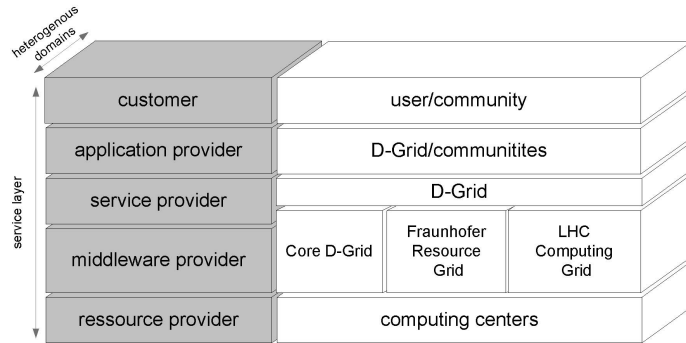 heterogenous
domains
service layer
customer
user/community
application provider
D-Grid/communitites
service provider
D-Grid
middleware provider
Core D-Grid
Fraunhofer
Resource
Grid
LHC
Computing
Grid
ressource provider
computing centers